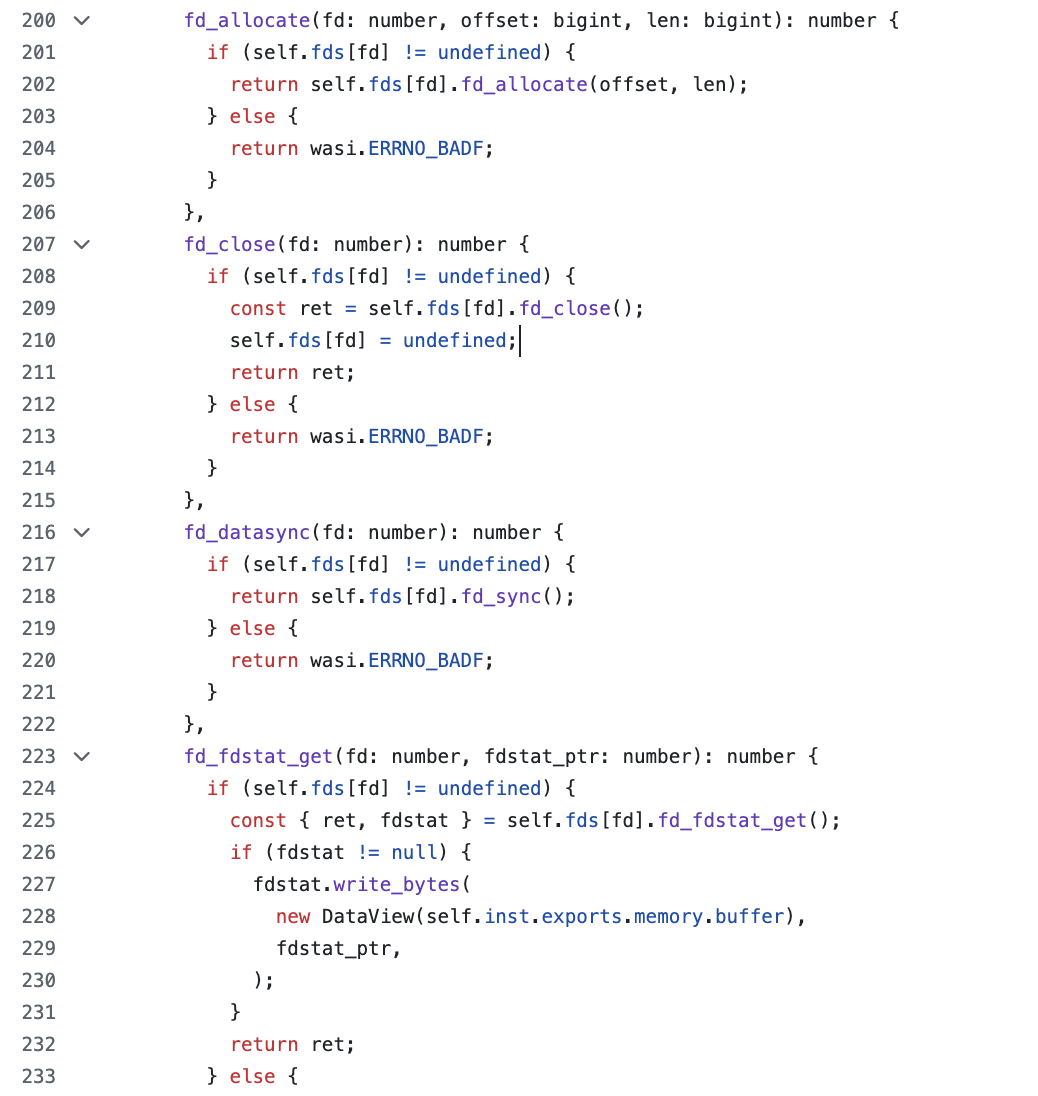 200 fd_allocate(fd: number, offset: bigint, len: bigint): number {
201 if (self.fds[fd] != undefined) {
202 return self.fds[fd].fd_allocate(offset, len);
203 } else {
204 return wasi.ERRNO_BADF;
205 }
206 },
207 fd_close(fd: number): number {
208 if (self.fds[fd] != undefined) {
209 const ret = self.fds[fd].fd_close();
210 self.fds[fd] = undefined;
211 return ret;
212 } else {
213 return wasi.ERRNO_BADF;
214 }
215 },
216 fd_datasync(fd: number): number {
217 if (self.fds[fd] != undefined) {
218 return self.fds[fd].fd_sync();
219 } else {
220 return wasi.ERRNO_BADF;
221 }
222 },
223 fd_fdstat_get(fd: number, fdstat_ptr: number): number {
224 if (self.fds[fd] != undefined) {
225 const { ret, fdstat } = self.fds[fd].fd_fdstat_get();
226 if (fdstat != null) {
227 fdstat.write_bytes(
228 new DataView(self.inst.exports.memory.buffer),
229 fdstat_ptr,
230 );
231 }
232 return ret;
233 } else {